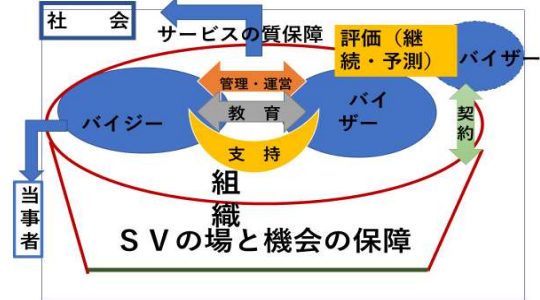 社　会
サービスの質保障
評価（継
続・予測）
バイザー
管理・運営
バイジー
教　育
バイ
ザー
契
約
支　持
組
織
当
事
者
ＳＶの場と機会の保障